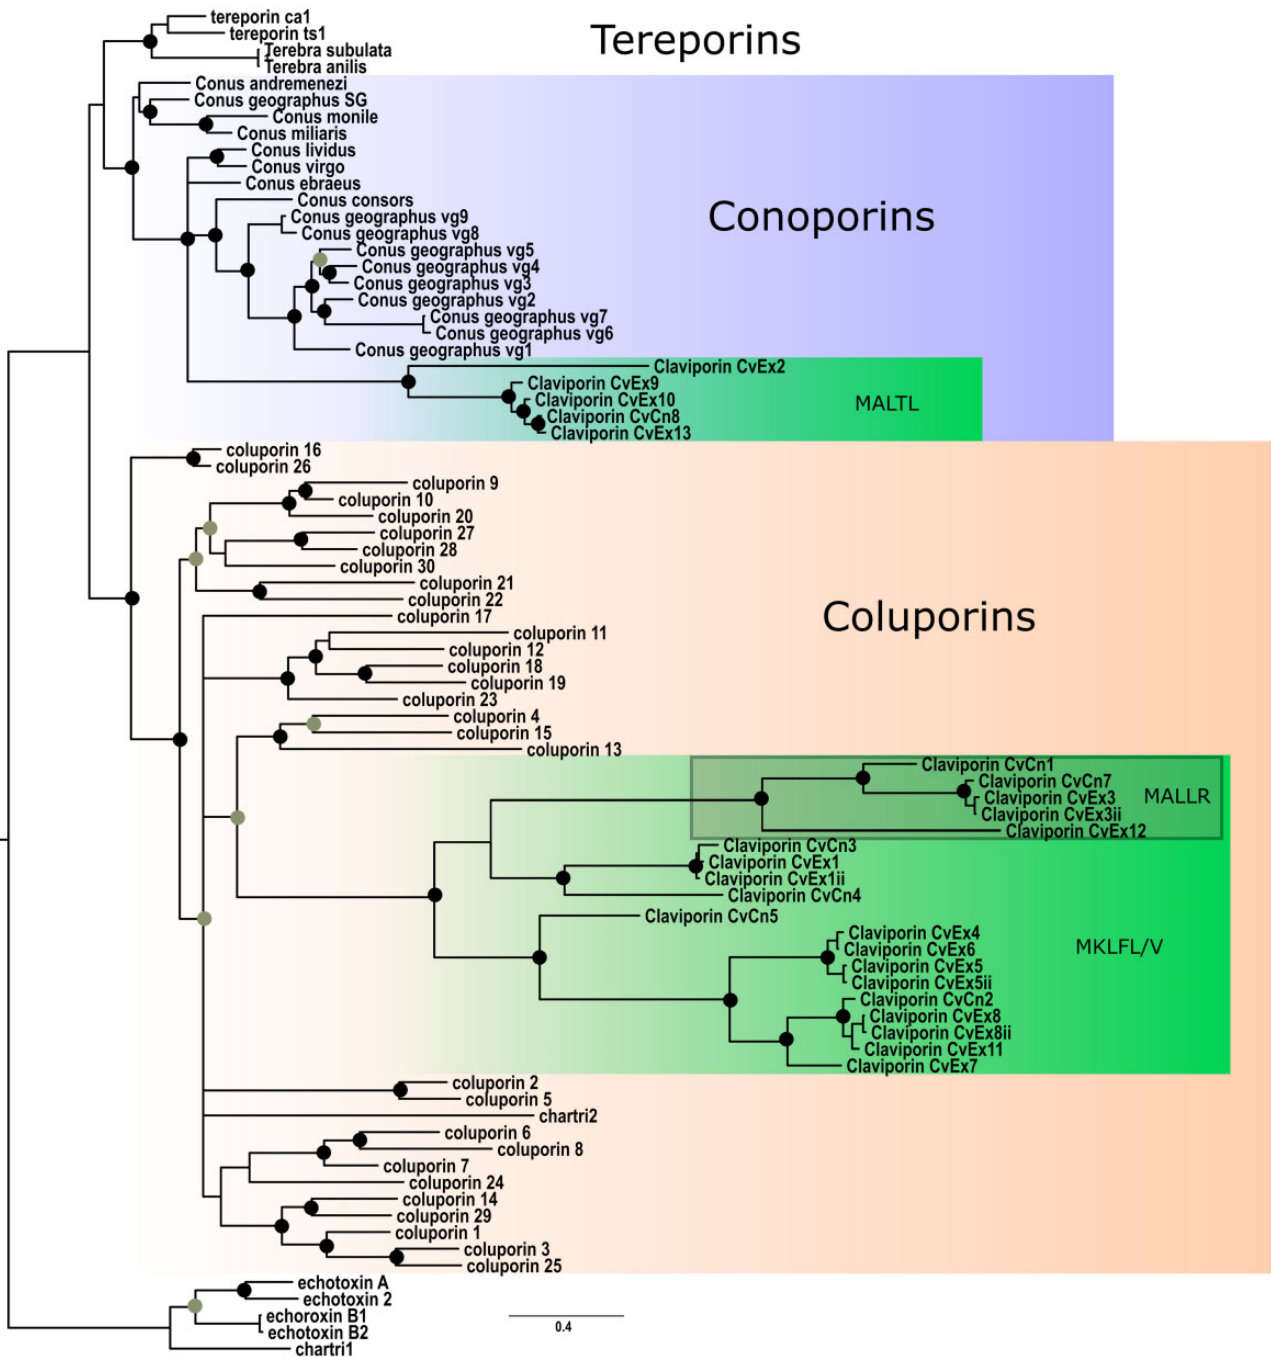 tereporin ca1
tereporin ts1
Terebra subulata
Terebra anilis
Tereporins
Conus andremenezi
Conus geographus SG
Conus monile
Conus miliaris
Conus lividus
Conus virgo
Conus ebraeus
Conus consors
Conus geographus vg9
Conus geographus vg8
Conus geographus vg5
Conus geographus vg4
Conus geographus vg3
Conus geographus vg2
Conus geographus vg7
Conus geographus vg6
Conus geographus vg1
Conoporins
Claviporin CvEx2
Claviporin CvEx9
Claviporin CvEx10
Claviporin CvCn8
Claviporin CvEx13
MALTL
coluporin 16
coluporin 26
coluporin 9
coluporin 10
coluporin 20
coluporin 27
coluporin 28
coluporin 30
coluporin 21
coluporin 22
coluporin 17
Coluporins
coluporin 11
coluporin 12
coluporin 18
coluporin 19
coluporin 23
coluporin 4
coluporin 15
coluporin 13
Claviporin CvCn1
Claviporin CvCn7
Claviporin CvEx3
Claviporin CvEx3ii
Claviporin CvEx12
MALLR
Claviporin CvCn3
Claviporin CvEx1
Claviporin CvEx1ii
Claviporin CvCn4
Claviporin CvCn5
Claviporin CvEx4
Claviporin CvEx6
Claviporin CvEx5
Claviporin CvEx5ii
MKLFL/V
Claviporin CvCn2
Claviporin CvEx8
Claviporin CvEx8ii
Claviporin CvEx11
Claviporin CvEx7
coluporin 2
coluporin 5
chartri2
coluporin 6
coluporin 8
coluporin 7
coluporin 24
coluporin 14
coluporin 29
coluporin 1
coluporin 3
coluporin 25
echotoxin A
echotoxin 2
echoroxin B1
echotoxin B2
chartri1
0.4